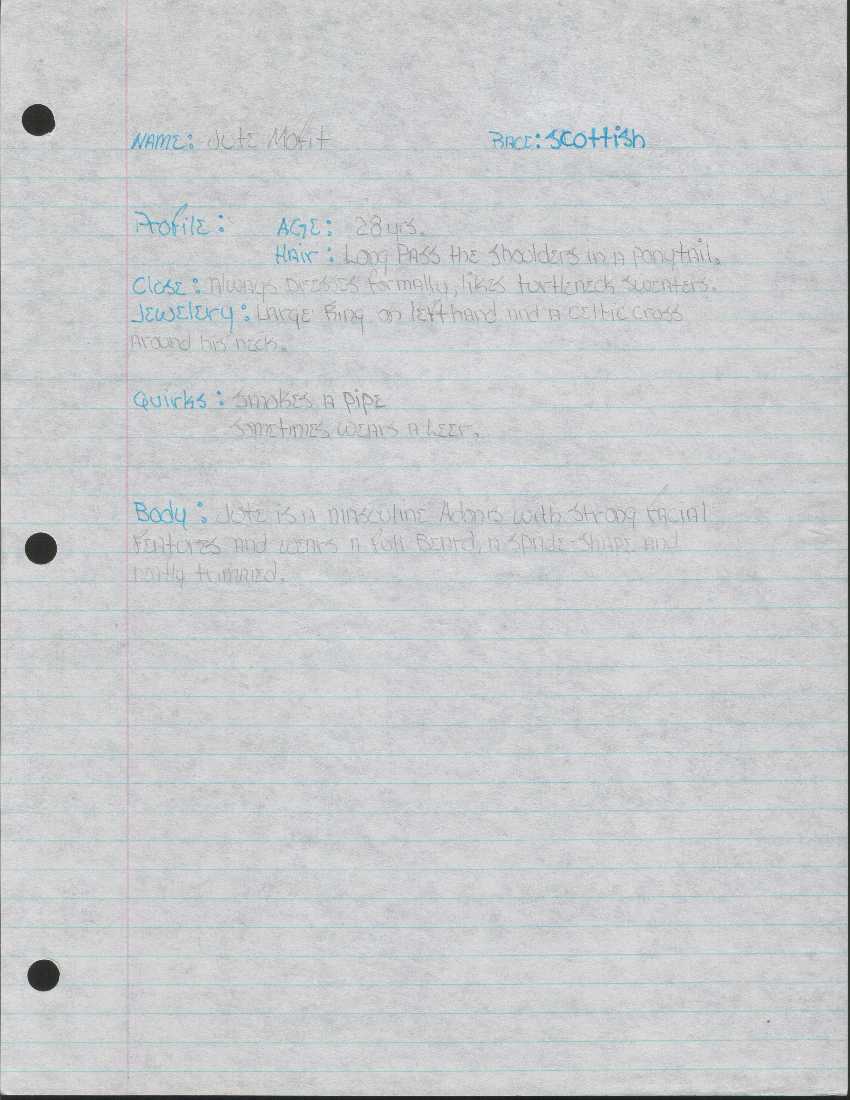 NAME: Jute Mofit Race: Scottish
Profile: AGE: 28 yrs.
Hair: Long Pass the shoulders in a ponytail.
Close: Always Dresses formally, likes turtleneck sweaters.
Jewelery: Large Ring on left hand and a celtic cross
around his neck.
Quirks: smokes a pipe
sometimes wears a Leer.
Body: Jute is a masculine Adonis with strong facial
features and wears a full Beard, a spade-shape and
neatly trimmed.